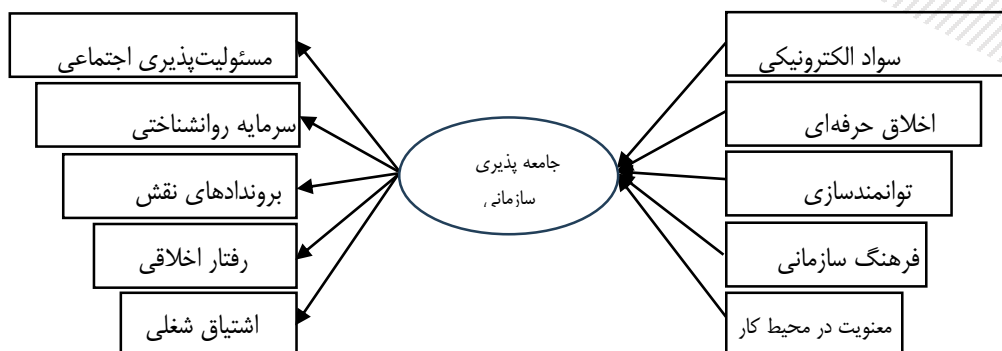 سواد الکترونیکی
اخلاق حرفه‌ای
توانمندسازی
فرهنگ سازمانی
معنویت در محیط کار
جامعه پذیری
سازمانی
مسئولیت‌پذیری اجتماعی
سرمایه روانشناختی
بروندادهای نقش
رفتار اخلاقی
اشتیاق شغلی